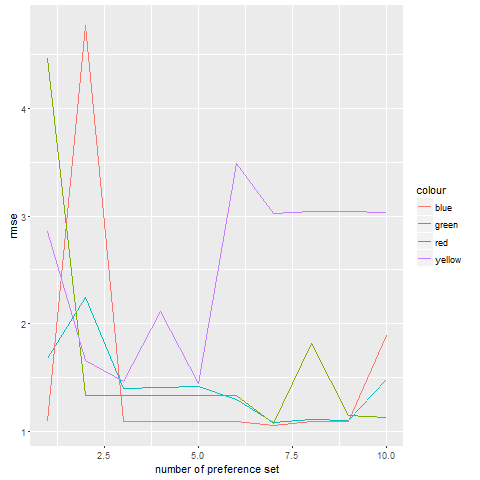 4
3
2
1
rmse
2.5
5.0
7.5
10.0
number of preference set
colour
blue
green
red
yellow